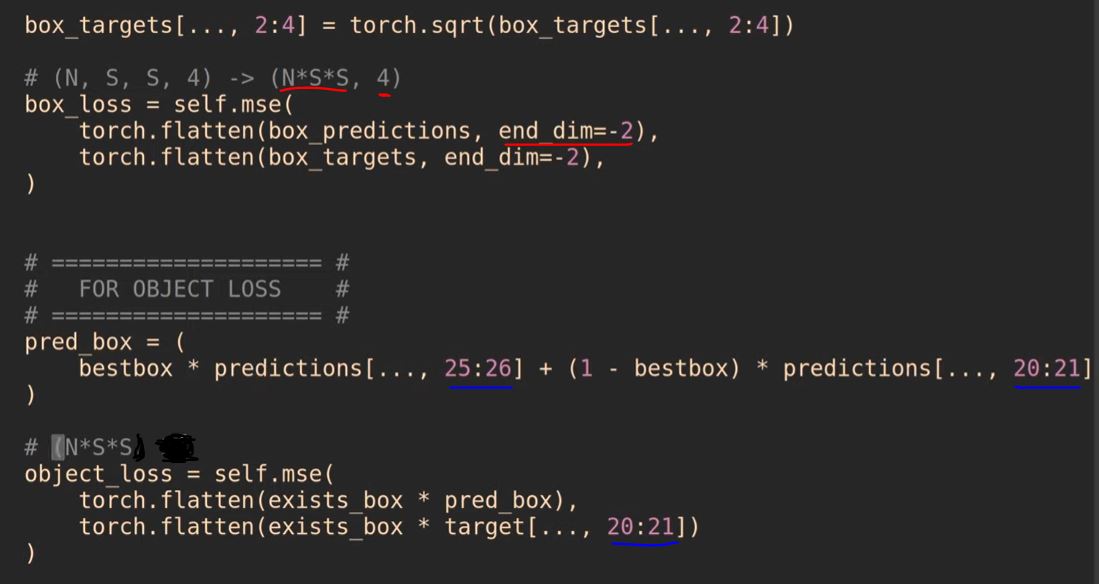 box_targets[..., 2:4] = torch.sqrt(box_targets[..., 2:4])
# (N, S, S, 4) -> (N*S*S, 4)
box_loss = self.mse(
    torch.flatten(box_predictions, end_dim=-2),
    torch.flatten(box_targets, end_dim=-2),
)
# ==================== #
#   FOR OBJECT LOSS    #
# ==================== #
pred_box = (
    bestbox * predictions[..., 25:26] + (1 - bestbox) * predictions[..., 20:21]
)
# (N*S*S)
object_loss = self.mse(
    torch.flatten(exists_box * pred_box),
    torch.flatten(exists_box * target[..., 20:21])
)